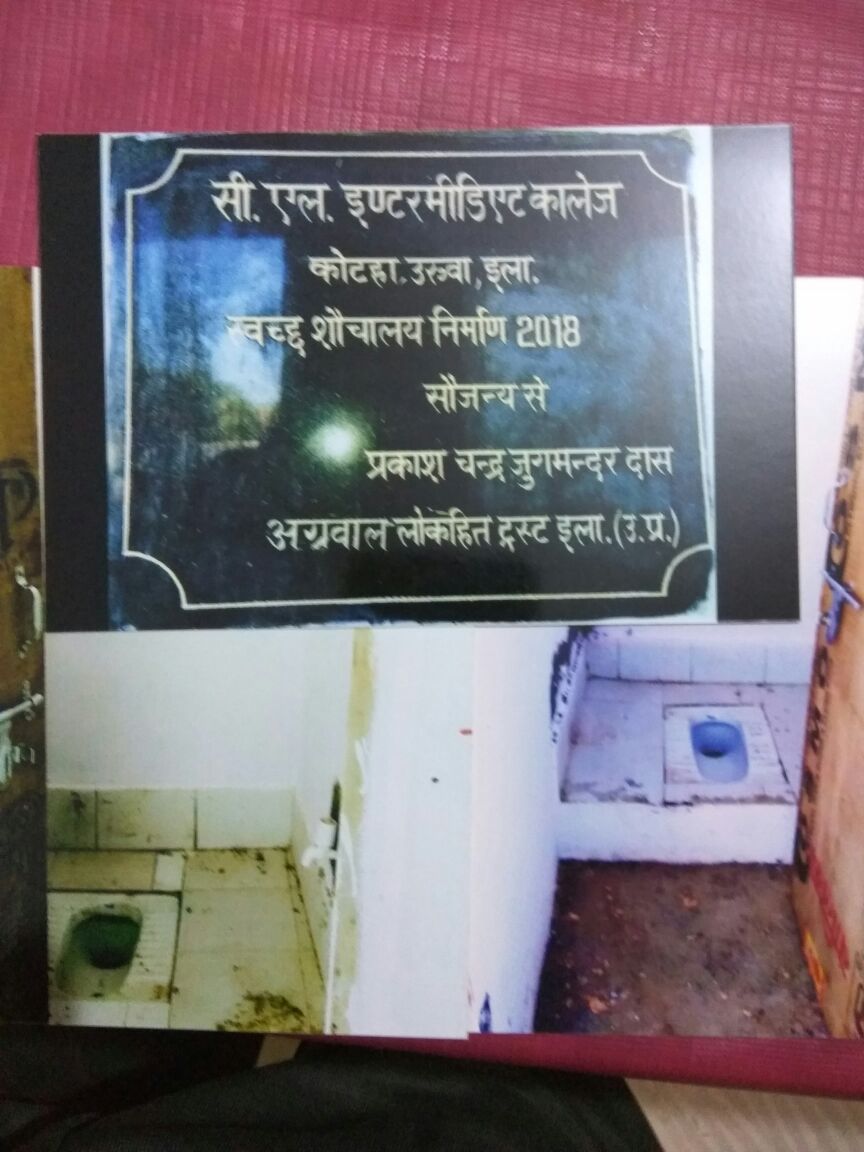 सी. एल. इण्टरमीडिएट कालेज
कोटहा. उरुवा, इला.
स्वच्छ शौचालय निर्माण 2018
सौजन्य से
प्रकाश चन्द्र जुगमन्दर दास
अग्रवाल लोकहित ट्रस्ट इला. (उ.प्र.)